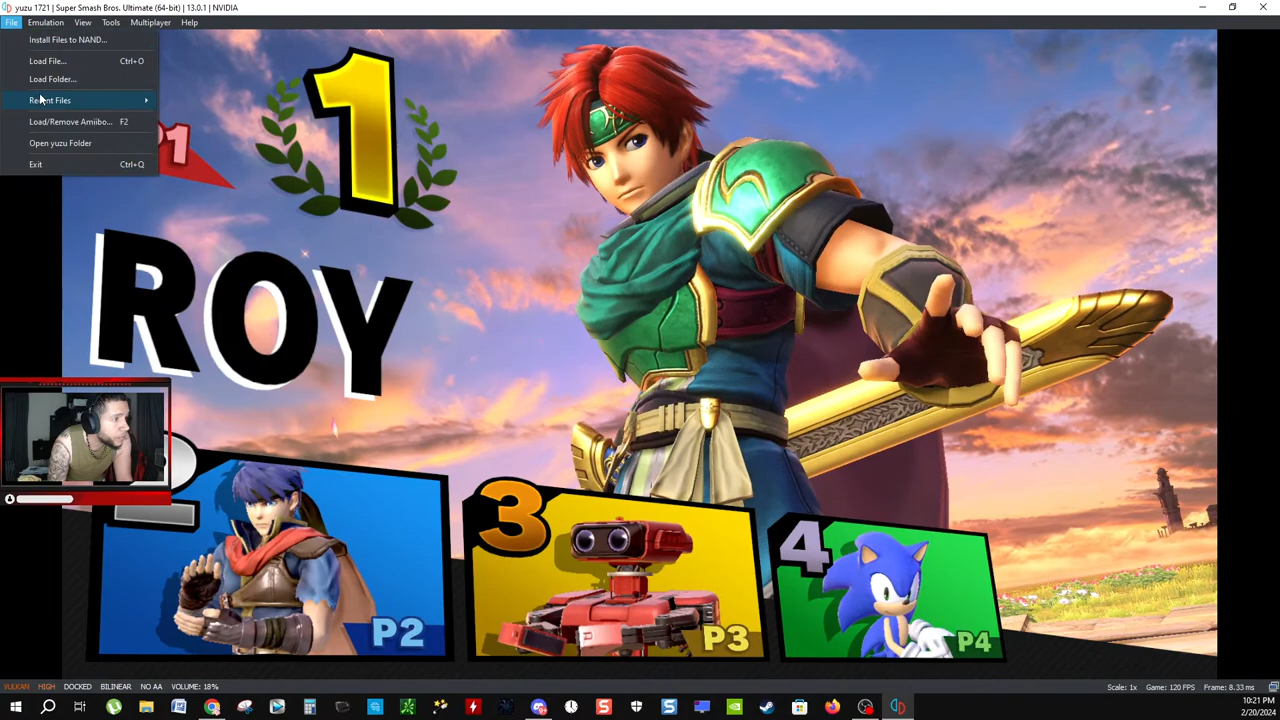 yuzu 1721 | Super Smash Bros. Ultimate (64-bit) | 13.0.1 | NVIDIA
File Emulation View Tools Multiplayer Help
Install Files to NAND...
Load File... Ctrl+O
Load Folder...
Recent Files
Load/Remove Amiibo... F2
Open yuzu Folder
Exit Ctrl+Q
P1
1
ROY
P2
3
P3
4
P4
VULKAN HIGH DOCKED BILINEAR NO AA VOLUME: 18% Scale: 1x Game: 120 FPS Frame: 8.33 ms
10:21 PM
2/20/2024